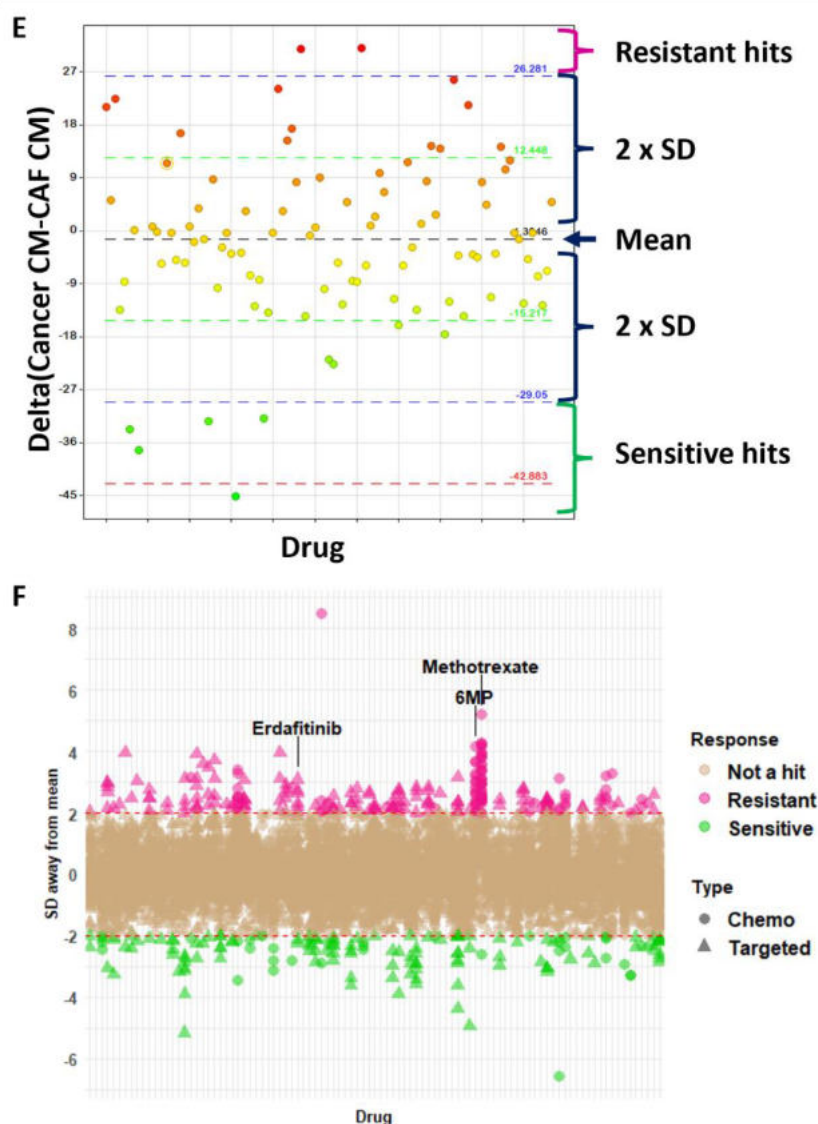 E
Delta(Cancer CM-CAF CM)
27
18
9
0
-9
-18
-27
-36
-45
26.281
12.448
-15.217
-29.05
-42.883
Drug
Resistant hits
2 x SD
Mean
2 x SD
Sensitive hits
F
SD away from mean
8
6
4
2
0
-2
-4
-6
Erdafitinib
Methotrexate
6MP
Drug
Response
Not a hit
Resistant
Sensitive
Type
Chemo
Targeted